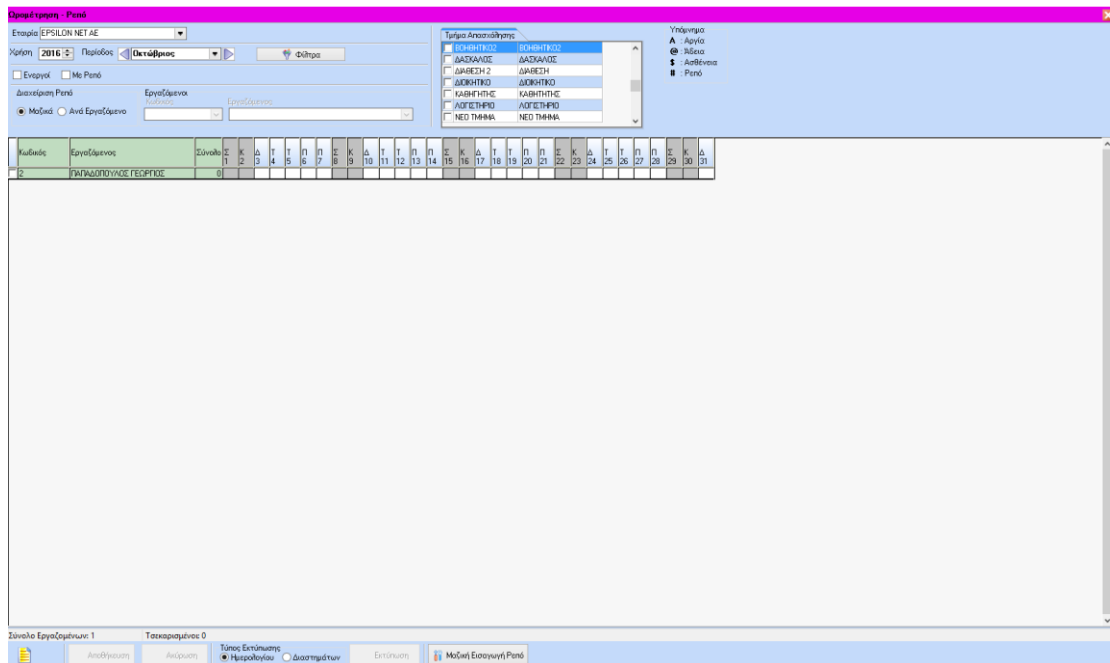 Ωρομέτρηση - Ρεπό
Εταιρία EPSILON NET AE
Χρήση 2016 Περίοδος Οκτώβριος Φίλτρα
Ενεργοί Με Ρεπό
Διαχείριση Ρεπό Εργαζόμενοι
Κωδικός Εργαζόμενος
Μαζικά Ανά Εργαζόμενο
Τμήμα Απασχόλησης
ΒΟΗΘΗΤΙΚΟ2 ΒΟΗΘΗΤΙΚΟ2
ΔΑΣΚΑΛΟΣ ΔΑΣΚΑΛΟΣ
ΔΙΑΘΕΣΗ 2 ΔΙΑΘΕΣΗ
ΔΙΟΙΚΗΤΙΚΟ ΔΙΟΙΚΗΤΙΚΟ
ΚΑΘΗΓΗΤΗΣ ΚΑΘΗΓΗΤΗΣ
ΛΟΓΙΣΤΗΡΙΟ ΛΟΓΙΣΤΗΡΙΟ
ΝΕΟ ΤΜΗΜΑ ΝΕΟ ΤΜΗΜΑ
Υπόμνημα
Α : Αργία
@ : Άδεια
$ : Ασθένεια
# : Ρεπό
Κωδικός Εργαζόμενος Σύνολο Σ Κ Δ Τ Τ Π Π Σ Κ Δ Τ Τ Π Π Σ Κ Δ Τ Τ Π Π Σ Κ Δ Τ Τ Π Π Σ Κ Δ
1 2 3 4 5 6 7 8 9 10 11 12 13 14 15 16 17 18 19 20 21 22 23 24 25 26 27 28 29 30 31
2 ΠΑΠΑΔΟΠΟΥΛΟΣ ΓΕΩΡΓΙΟΣ 0
Σύνολο Εργαζομένων: 1 Τσεκαρισμένοι: 0
Αποθήκευση Ακύρωση Τύπος Εκτύπωσης
Ημερολογίου Διαστημάτων Εκτύπωση Μαζική Εισαγωγή Ρεπό